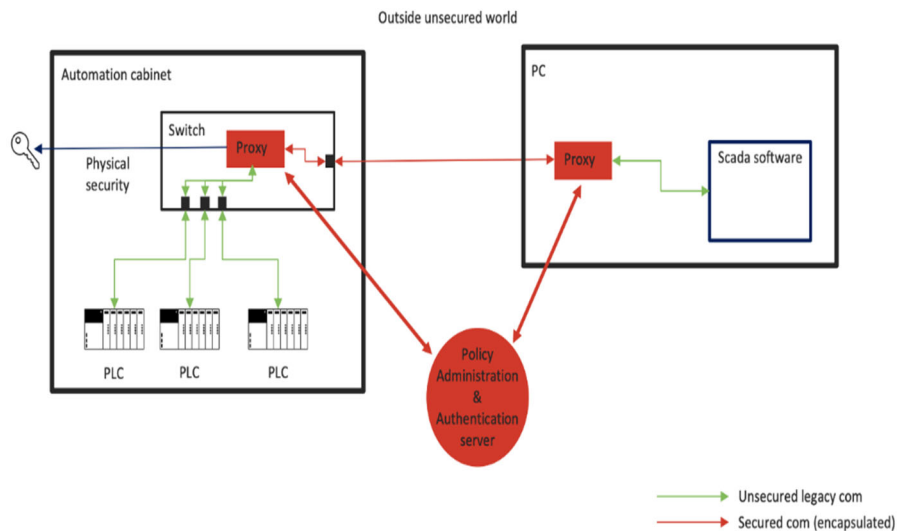 Outside unsecured world
Automation cabinet
Switch
Proxy
Physical
security
PLC
PLC
PLC
PC
Proxy
Scada software
Policy
Administration
&
Authentication
server
Unsecured legacy com
Secured com (encapsulated)